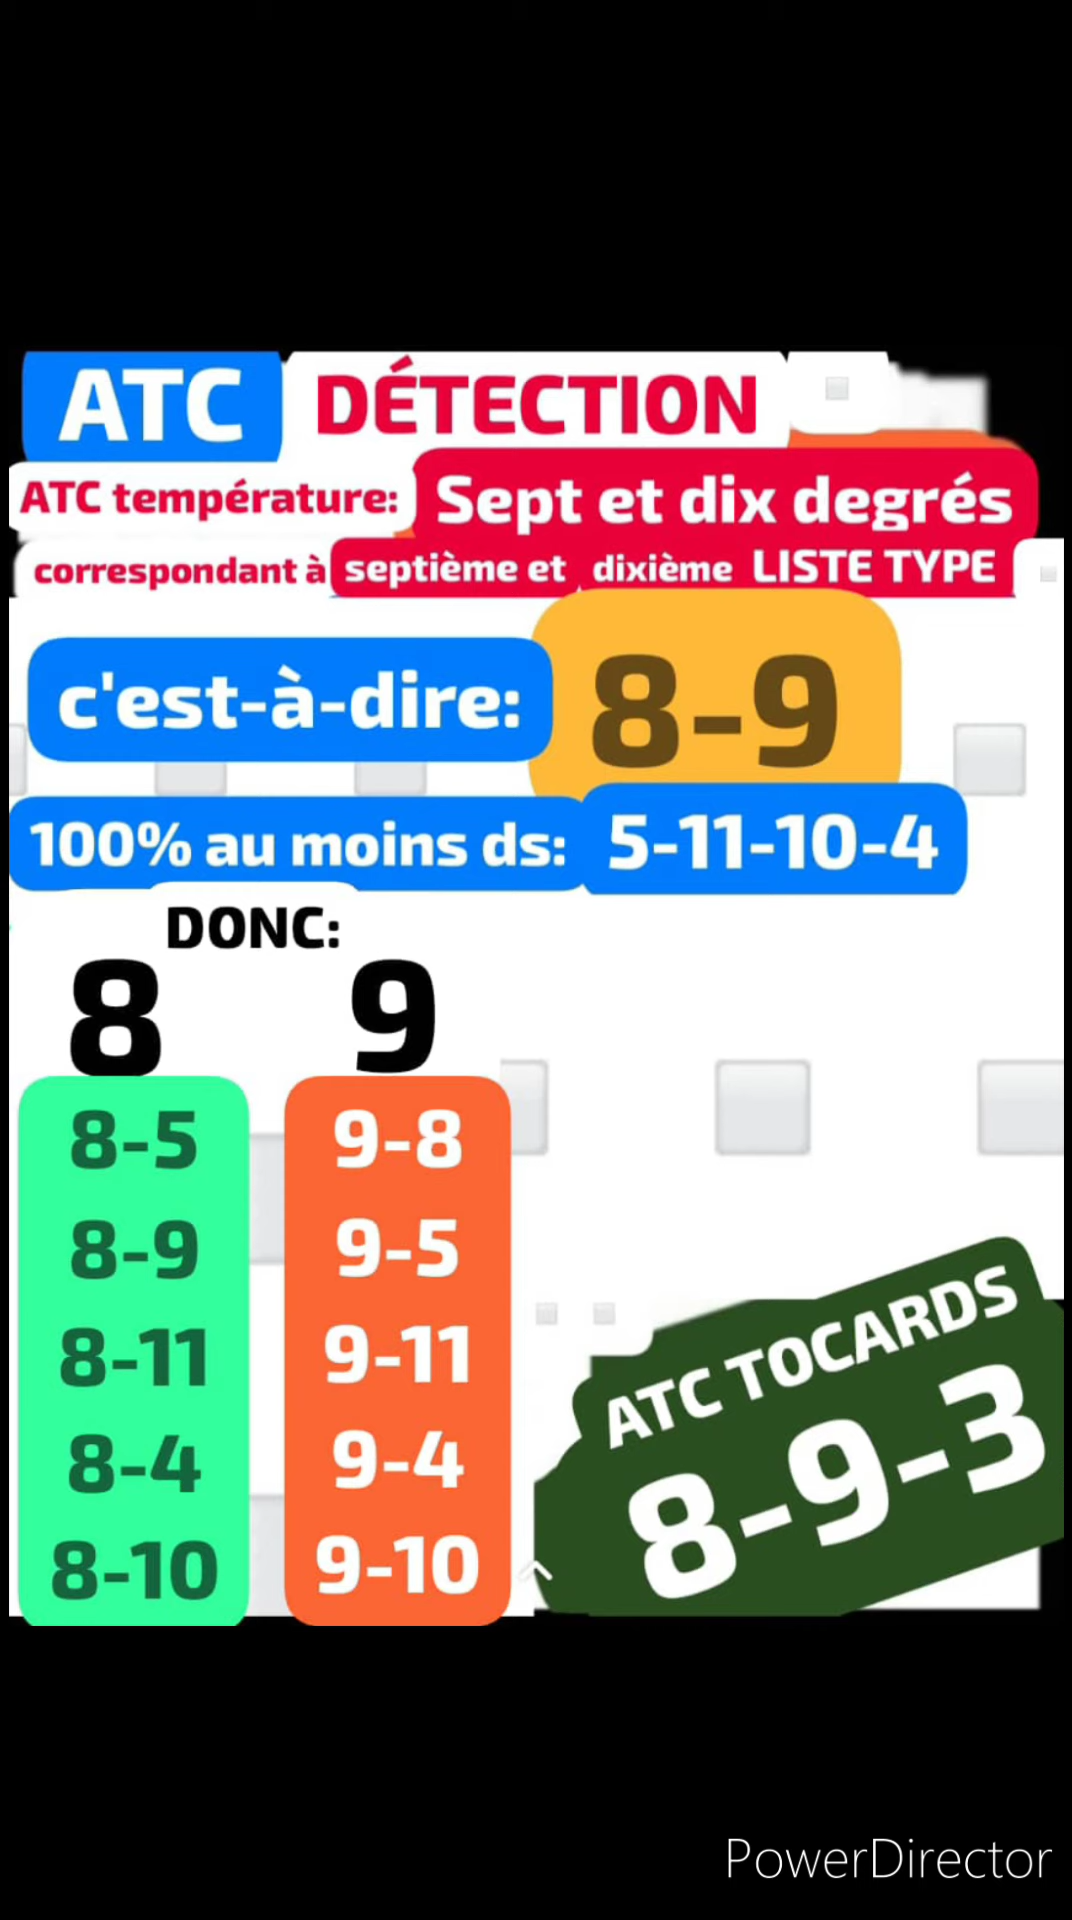 ATC DÉTECTION
ATC température: Sept et dix degrés
correspondant à septième et dixième LISTE TYPE
c'est-à-dire: 8-9
100% au moins ds: 5-11-10-4
DONC:
8 9
8-5 9-8
8-9 9-5
8-11 9-11
8-4 9-4
8-10 9-10
ATC TOCARDS
8-9-3
PowerDirector